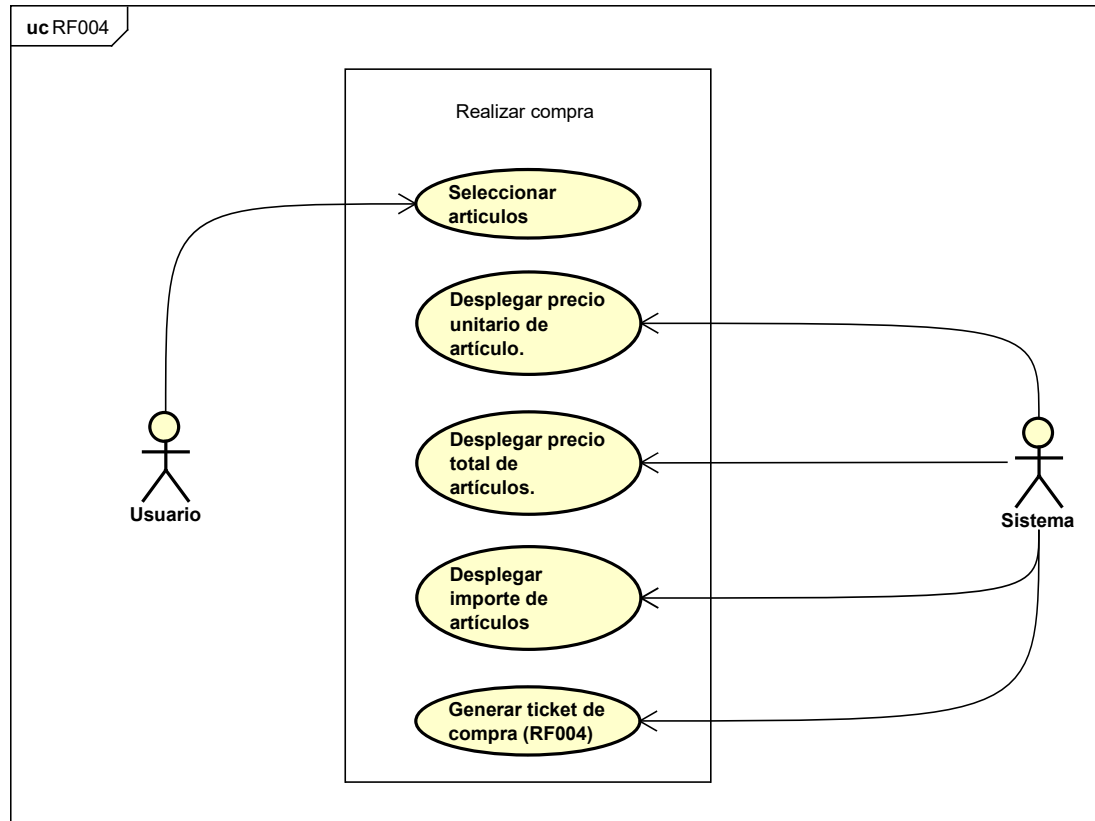 uc RF004
Realizar compra
Seleccionar
articulos
Desplegar precio
unitario de
artículo.
Desplegar precio
total de
artículos.
Usuario
Sistema
Desplegar
importe de
artículos
Generar ticket de
compra (RF004)